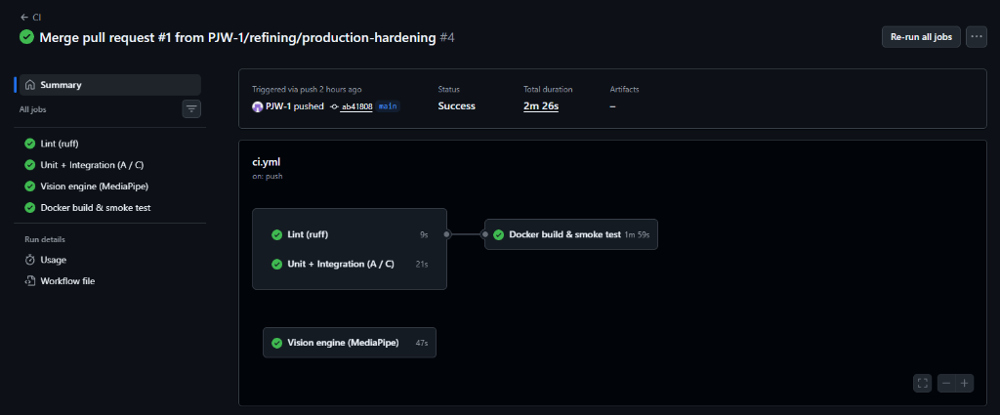 CI
Merge pull request #1 from PJW-1/refining/production-hardening #4
Re-run all jobs
Summary
All jobs
Lint (ruff)
Unit + Integration (A / C)
Vision engine (MediaPipe)
Docker build & smoke test
Run details
Usage
Workflow file
Triggered via push 2 hours ago
PJW-1 pushed ab41808 main
Status
Success
Total duration
2m 26s
Artifacts
–
ci.yml
on: push
Lint (ruff) 9s
Unit + Integration (A / C) 21s
Docker build & smoke test 1m 59s
Vision engine (MediaPipe) 47s